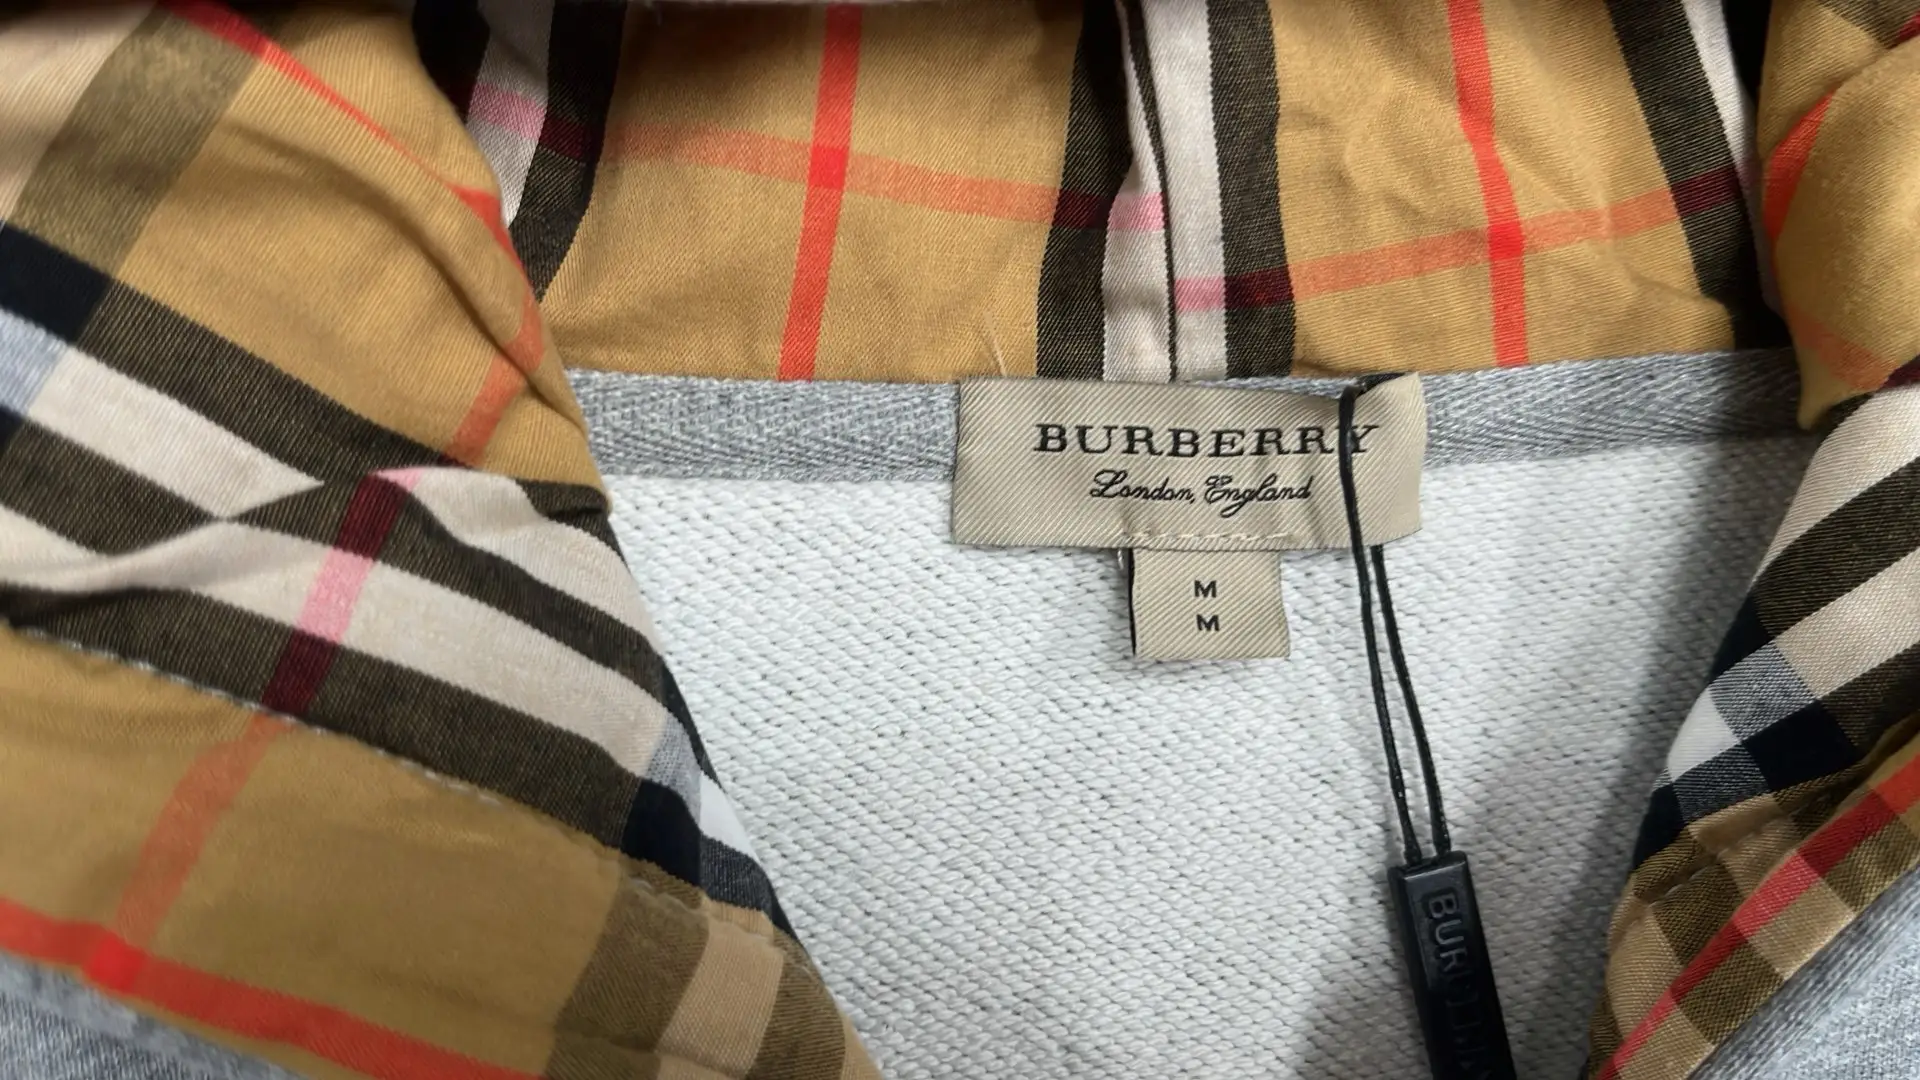 BURBERRY
London, England
M
M